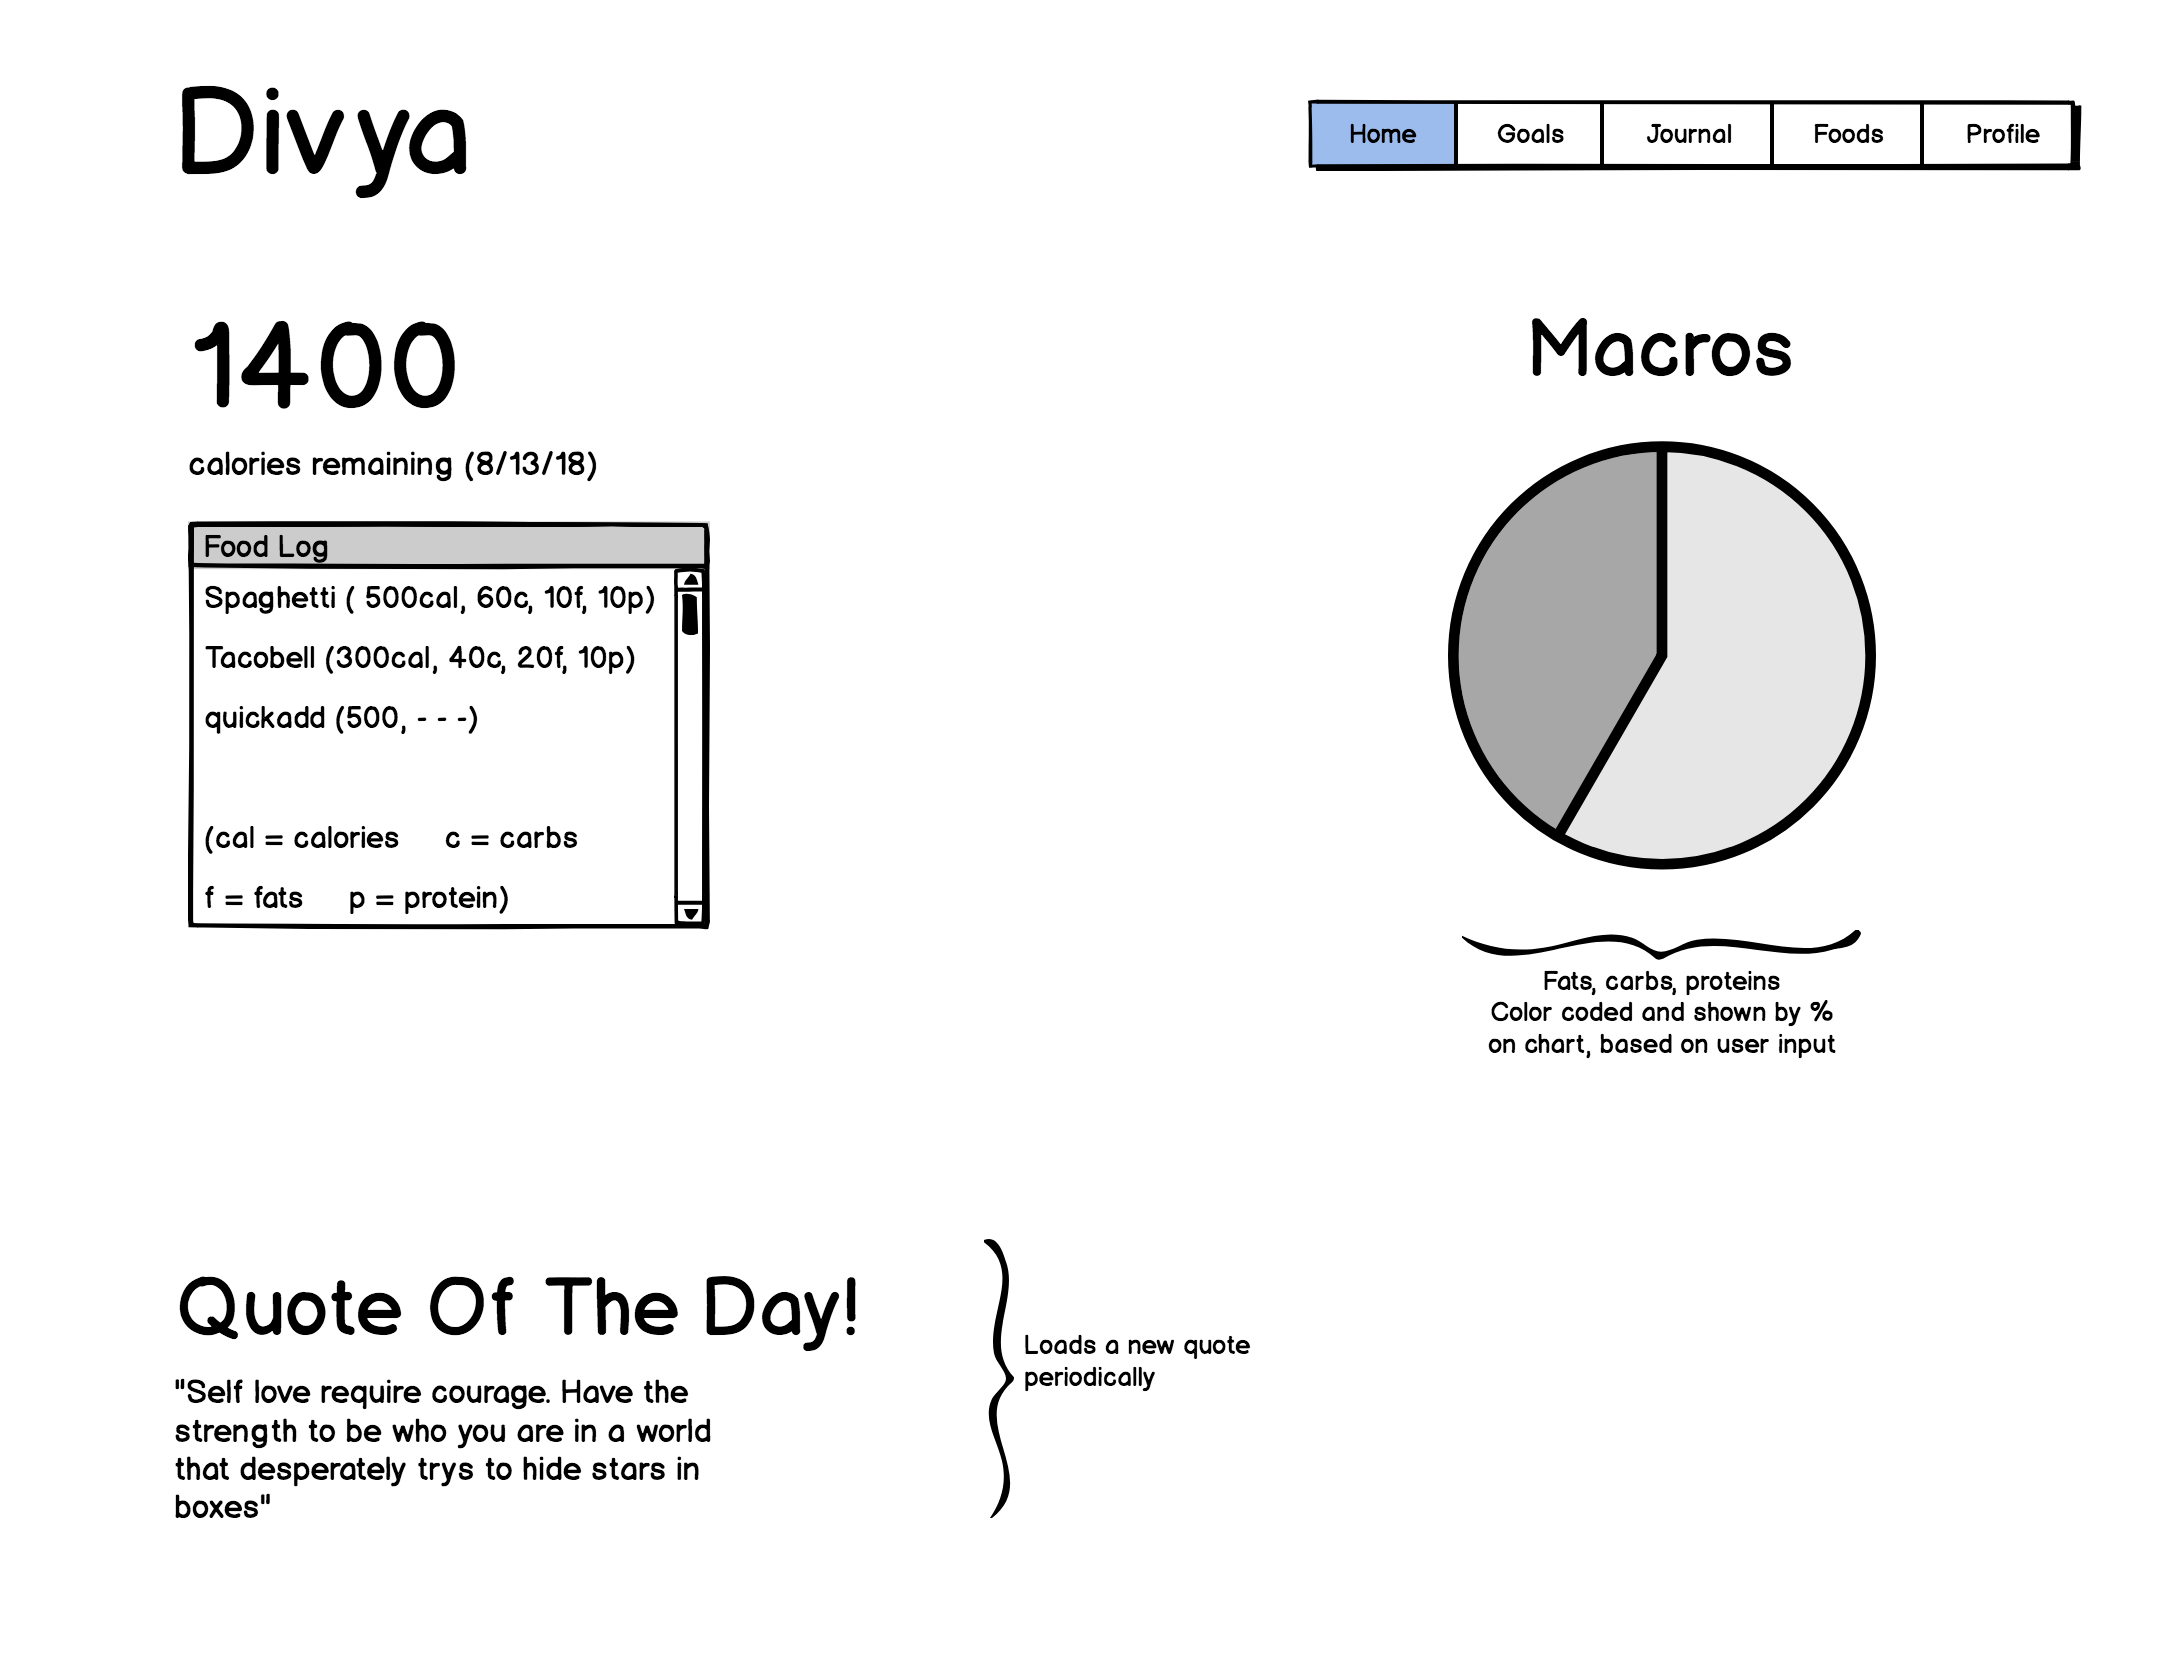 Divya
Home Goals Journal Foods Profile
1400
calories remaining (8/13/18)
Food Log
Spaghetti ( 500cal, 60c, 10f, 10p)
Tacobell (300cal, 40c, 20f, 10p)
quickadd (500, - - -)
(cal = calories c = carbs
f = fats p = protein)
Macros
Fats, carbs, proteins
Color coded and shown by %
on chart, based on user input
Quote Of The Day!
"Self love require courage. Have the
strength to be who you are in a world
that desperately trys to hide stars in
boxes"
Loads a new quote
periodically